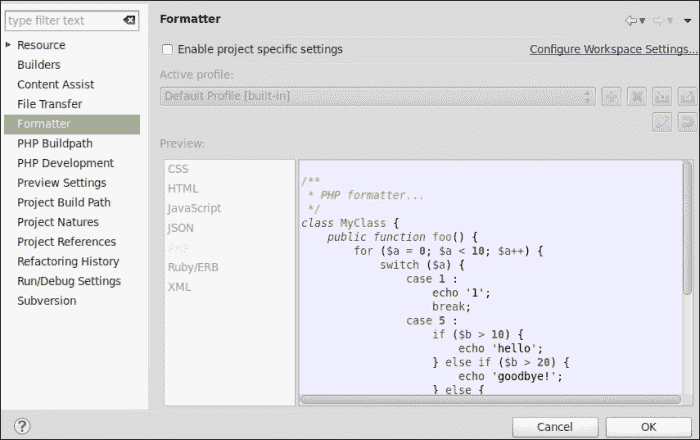 type filter text
Resource
Builders
Content Assist
File Transfer
Formatter
PHP Buildpath
PHP Development
Preview Settings
Project Build Path
Project Natures
Project References
Refactoring History
Run/Debug Settings
Subversion
Formatter
Enable project specific settings
Configure Workspace Settings...
Active profile:
Default Profile [built-in]
Preview:
CSS
HTML
JavaScript
JSON
PHP
Ruby/ERB
XML
/**
 * PHP formatter...
 */
class MyClass {
    public function foo() {
        for ($a = 0; $a < 10; $a++) {
            switch ($a) {
                case 1 :
                    echo '1';
                    break;
                case 5 :
                    if ($b > 10) {
                        echo 'hello';
                    } else if ($b > 20) {
                        echo 'goodbye!';
                    } else {
Cancel
OK